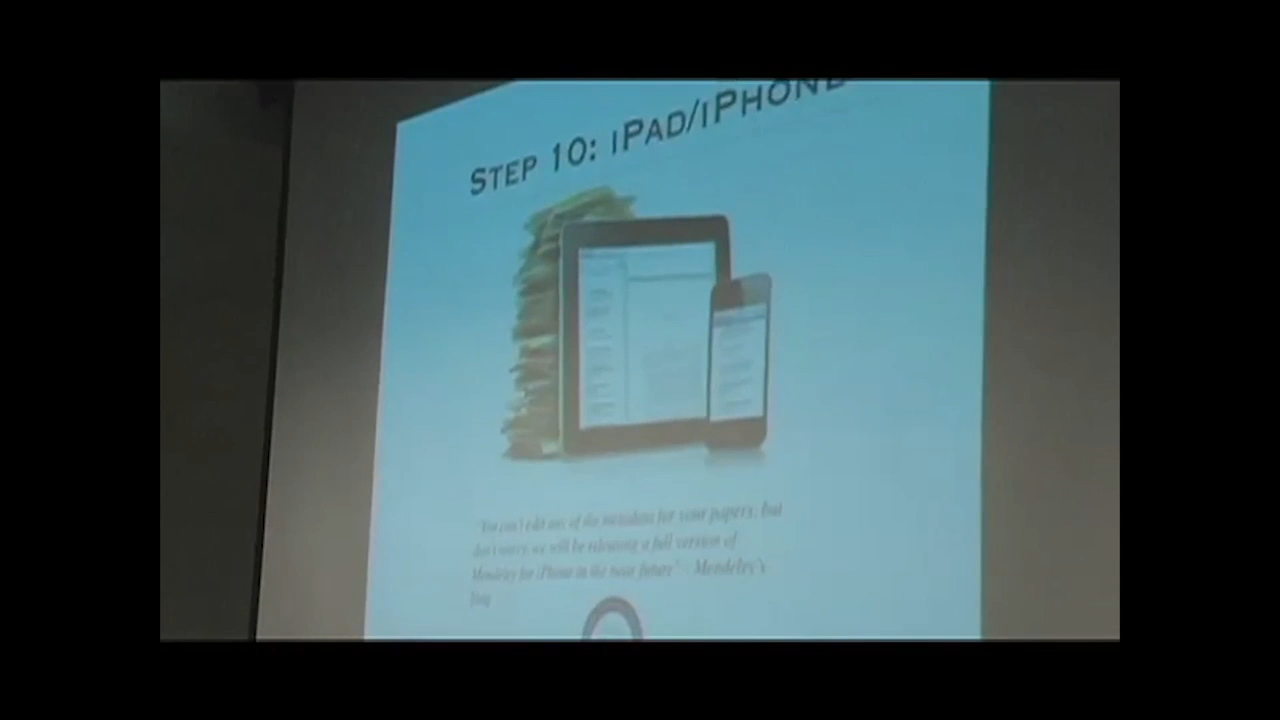 STEP 10: IPAD/IPHONE
"You can't edit any of the metadata for your papers, but
don't worry we will be releasing a full version of
Mendeley for iPhone in the near future" – Mendeley's
blog